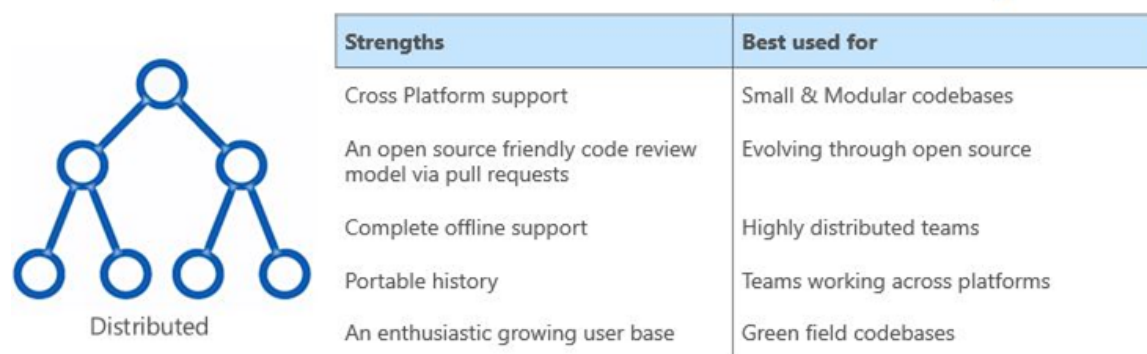 Strengths
Best used for
Cross Platform support
Small & Modular codebases
An open source friendly code review
model via pull requests
Evolving through open source
Complete offline support
Highly distributed teams
Portable history
Teams working across platforms
An enthusiastic growing user base
Green field codebases
Distributed